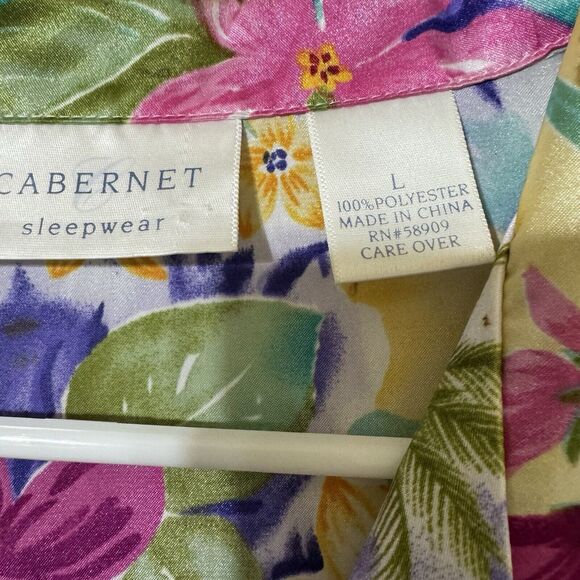 CABERNET
sleepwear
L
100%POLYESTER
MADE IN CHINA
RN#58909
CARE OVER